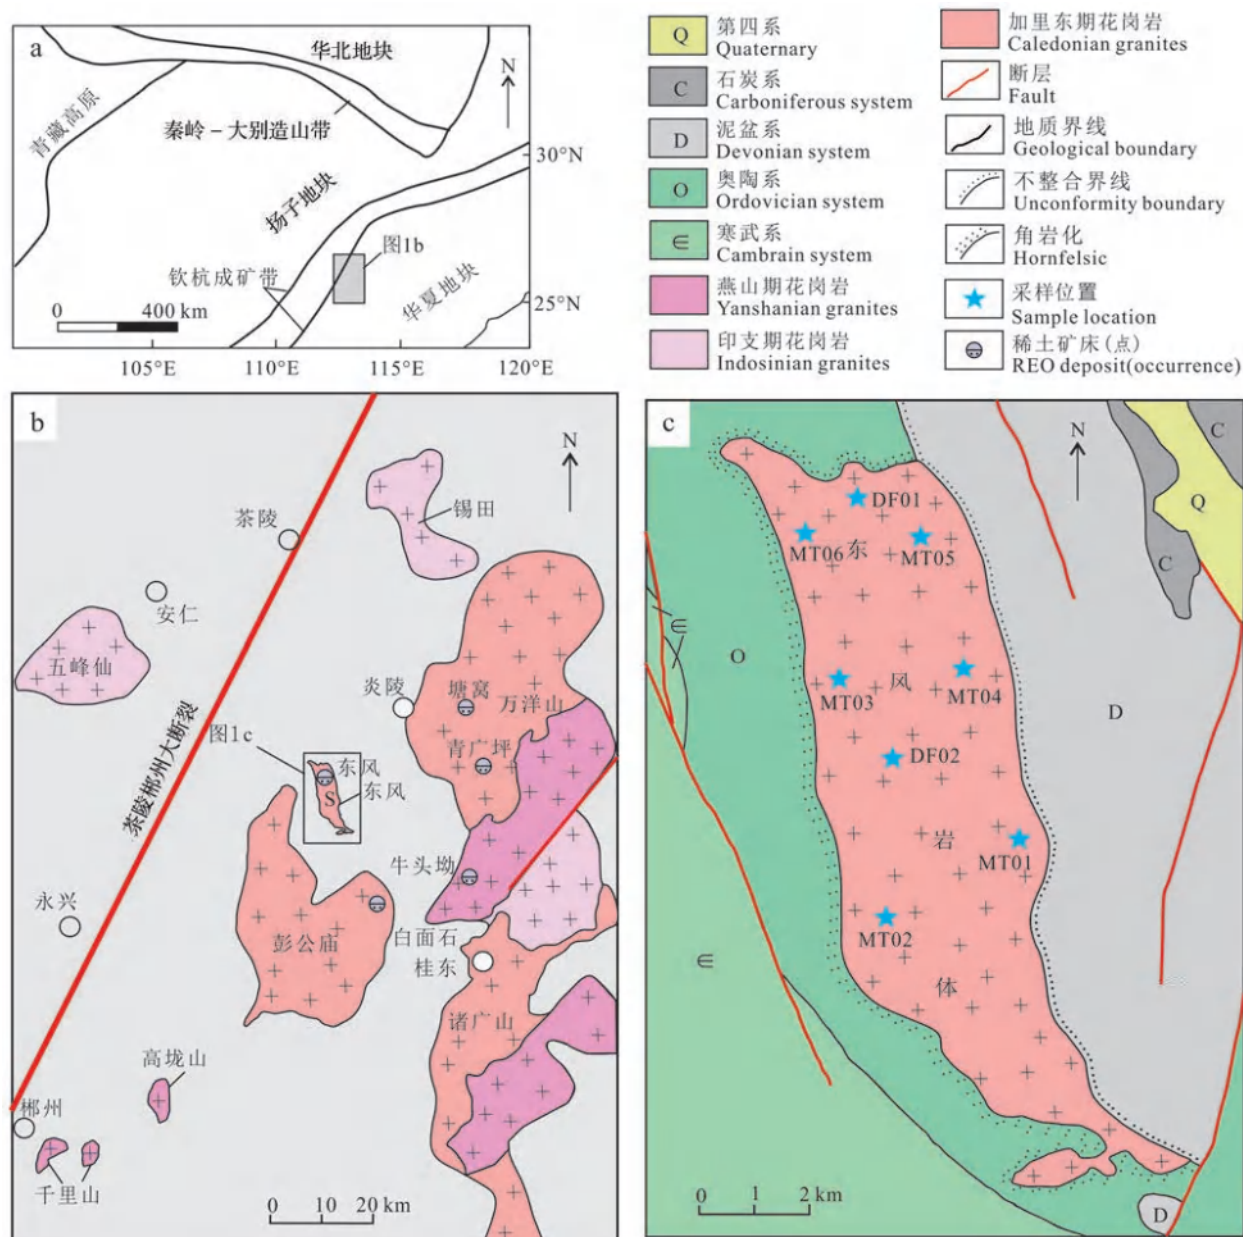 a
华北地块
N
青藏高原
秦岭－大别造山带
30°N
扬子地块
图1b
钦杭成矿带
华夏地块
25°N
0 400 km
105°E 110°E 115°E 120°E
Q
第四系
Quaternary
C
石炭系
Carboniferous system
D
泥盆系
Devonian system
O
奥陶系
Ordovician system
∈
寒武系
Cambrain system
燕山期花岗岩
Yanshanian granites
印支期花岗岩
Indosinian granites
加里东期花岗岩
Caledonian granites
断层
Fault
地质界线
Geological boundary
不整合界线
Unconformity boundary
角岩化
Hornfelsic
采样位置
Sample location
稀土矿床(点)
REO deposit(occurrence)
b
N
锡田
茶陵
安仁
五峰仙
炎陵
塘窝
万洋山
图1c
青广坪
东风
S
东风
茶陵郴州大断裂
牛头坳
永兴
彭公庙
白面石
桂东
诸广山
高垅山
郴州
千里山
0 10 20 km
c
N
C
Q
DF01
MT06
东
MT05
C
∈
O
风
MT03
MT04
D
DF02
岩
MT01
MT02
∈
体
0 1 2 km
D